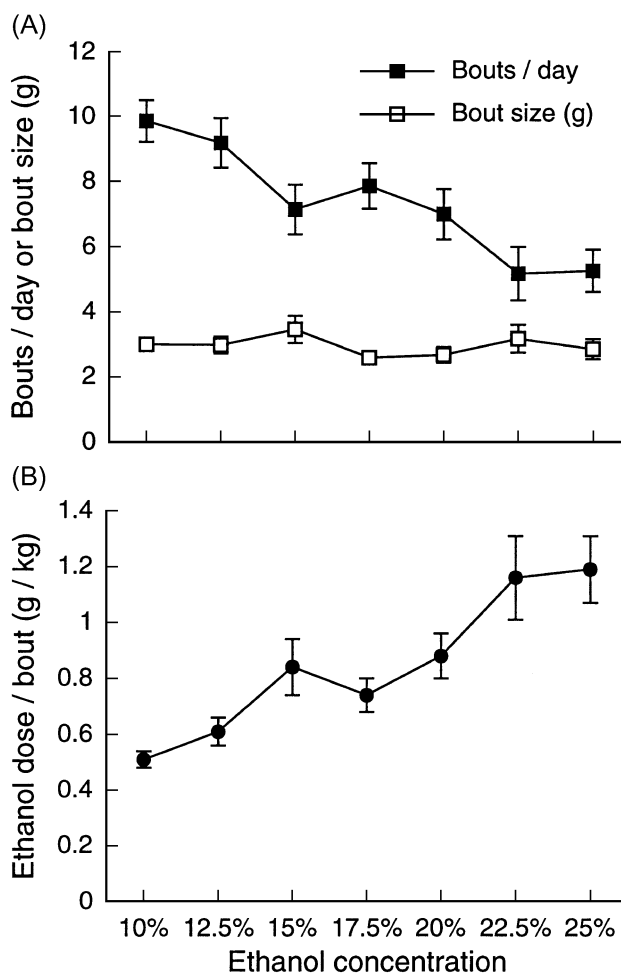 (A)
12
10
8
6
4
2
0
Bouts / day or bout size (g)
Bouts / day
Bout size (g)
(B)
1.4
1.2
1
0.8
0.6
0.4
0.2
0
Ethanol dose / bout (g / kg)
10% 12.5% 15% 17.5% 20% 22.5% 25%
Ethanol concentration